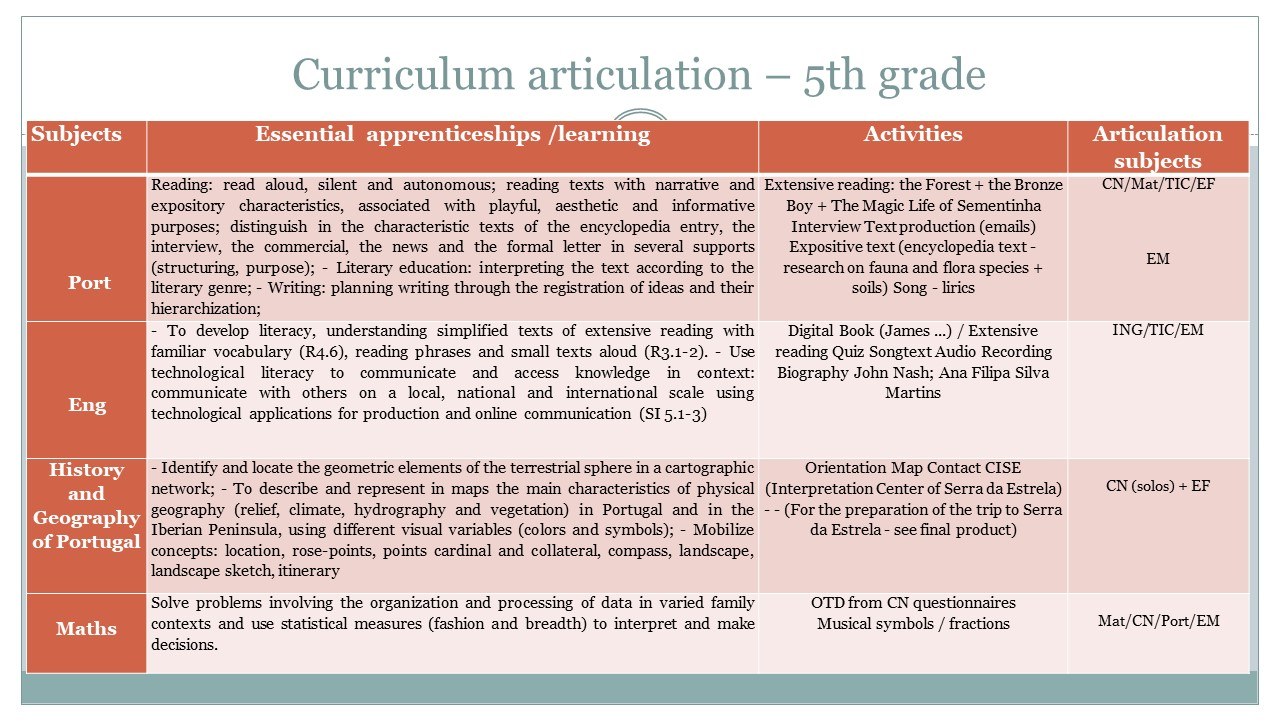 Curriculum articulation – 5th grade
Subjects
Essential apprenticeships /learning
Activities
Articulation
subjects
Port
Reading: read aloud, silent and autonomous; reading texts with narrative and
expository characteristics, associated with playful, aesthetic and informative
purposes; distinguish in the characteristic texts of the encyclopedia entry, the
interview, the commercial, the news and the formal letter in several supports
(structuring, purpose); - Literary education: interpreting the text according to the
literary genre; - Writing: planning writing through the registration of ideas and their
hierarchization;
Extensive reading: the Forest + the Bronze
Boy + The Magic Life of Sementinha
Interview Text production (emails)
Expositive text (encyclopedia text -
research on fauna and flora species +
soils) Song - lirics
CN/Mat/TIC/EF
EM
Eng
- To develop literacy, understanding simplified texts of extensive reading with
familiar vocabulary (R4.6), reading phrases and small texts aloud (R3.1-2). - Use
technological literacy to communicate and access knowledge in context:
communicate with others on a local, national and international scale using
technological applications for production and online communication (SI 5.1-3)
Digital Book (James ...) / Extensive
reading Quiz Songtext Audio Recording
Biography John Nash; Ana Filipa Silva
Martins
ING/TIC/EM
History
and
Geography
of Portugal
- Identify and locate the geometric elements of the terrestrial sphere in a cartographic
network; - To describe and represent in maps the main characteristics of physical
geography (relief, climate, hydrography and vegetation) in Portugal and in the
Iberian Peninsula, using different visual variables (colors and symbols); - Mobilize
concepts: location, rose-points, points cardinal and collateral, compass, landscape,
landscape sketch, itinerary
Orientation Map Contact CISE
(Interpretation Center of Serra da Estrela)
- - (For the preparation of the trip to Serra
da Estrela - see final product)
CN (solos) + EF
Maths
Solve problems involving the organization and processing of data in varied family
contexts and use statistical measures (fashion and breadth) to interpret and make
decisions.
OTD from CN questionnaires
Musical symbols / fractions
Mat/CN/Port/EM